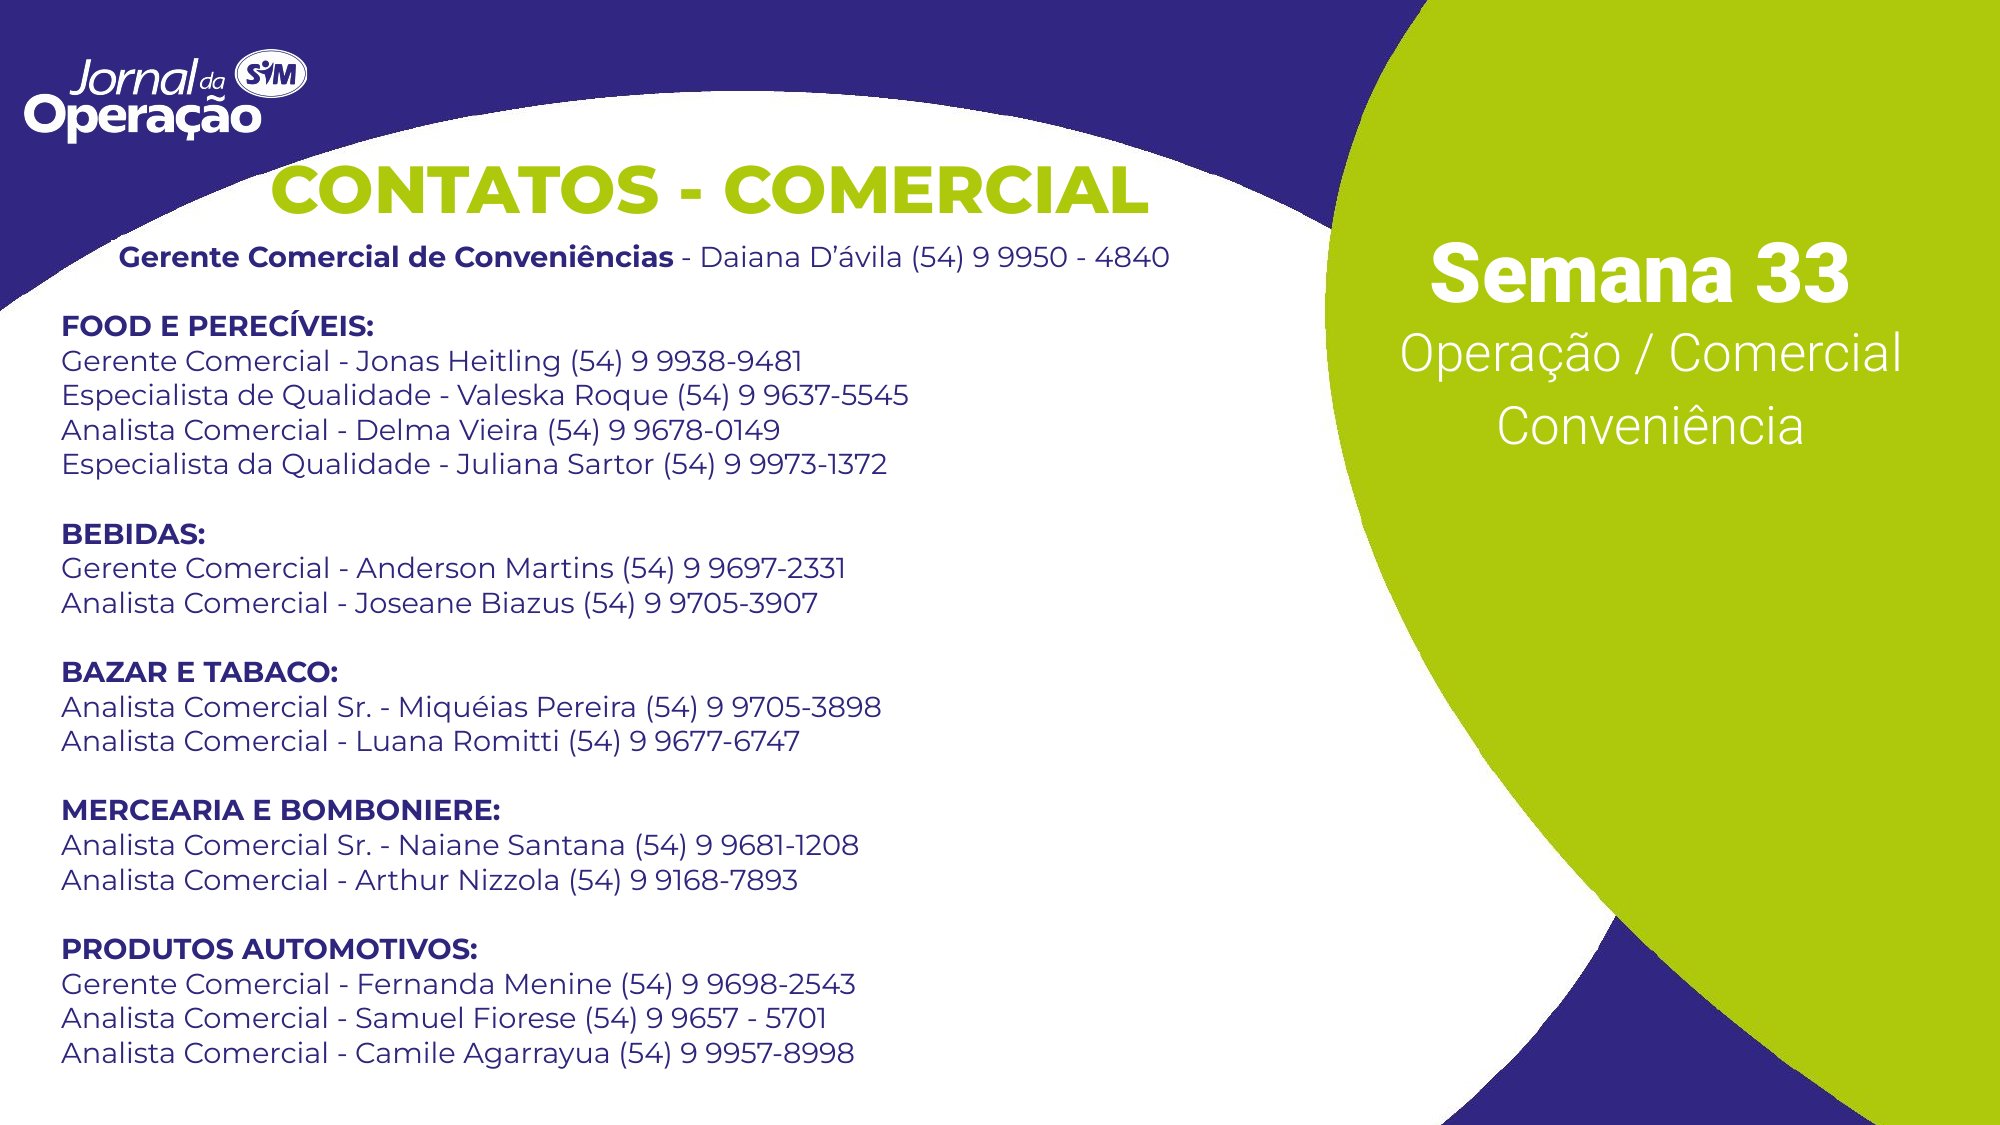 Jornal da SIM
Operação
CONTATOS - COMERCIAL
Gerente Comercial de Conveniências - Daiana D’ávila (54) 9 9950 - 4840
FOOD E PERECÍVEIS:
Gerente Comercial - Jonas Heitling (54) 9 9938-9481
Especialista de Qualidade - Valeska Roque (54) 9 9637-5545
Analista Comercial - Delma Vieira (54) 9 9678-0149
Especialista da Qualidade - Juliana Sartor (54) 9 9973-1372
BEBIDAS:
Gerente Comercial - Anderson Martins (54) 9 9697-2331
Analista Comercial - Joseane Biazus (54) 9 9705-3907
BAZAR E TABACO:
Analista Comercial Sr. - Miquéias Pereira (54) 9 9705-3898
Analista Comercial - Luana Romitti (54) 9 9677-6747
MERCEARIA E BOMBONIERE:
Analista Comercial Sr. - Naiane Santana (54) 9 9681-1208
Analista Comercial - Arthur Nizzola (54) 9 9168-7893
PRODUTOS AUTOMOTIVOS:
Gerente Comercial - Fernanda Menine (54) 9 9698-2543
Analista Comercial - Samuel Fiorese (54) 9 9657 - 5701
Analista Comercial - Camile Agarrayua (54) 9 9957-8998
Semana 33
Operação / Comercial
Conveniência